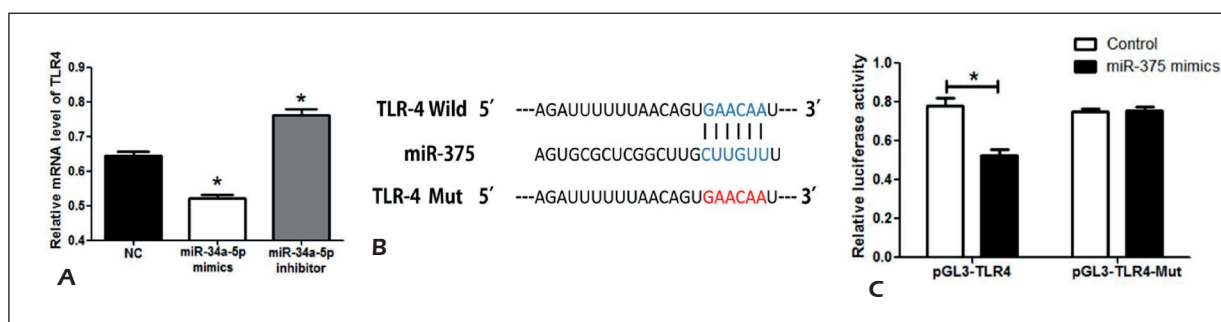 Relative mRNA level of TLR4
0.9
0.8
0.7
0.6
0.5
0.4
*
*
NC
miR-34a-5p mimics
miR-34a-5p inhibitor
A
TLR-4 Wild 5′ ---AGAUUUUUUAACAGUGAACAAU--- 3′
miR-375 AGUGCGCUCGGCUUGCUUGUUU
TLR-4 Mut 5′ ---AGAUUUUUUAACAGUGAACAAU--- 3′
B
Control
miR-375 mimics
Relative luciferase activity
1.0
0.8
0.6
0.4
0.2
0.0
*
pGL3-TLR4
pGL3-TLR4-Mut
C